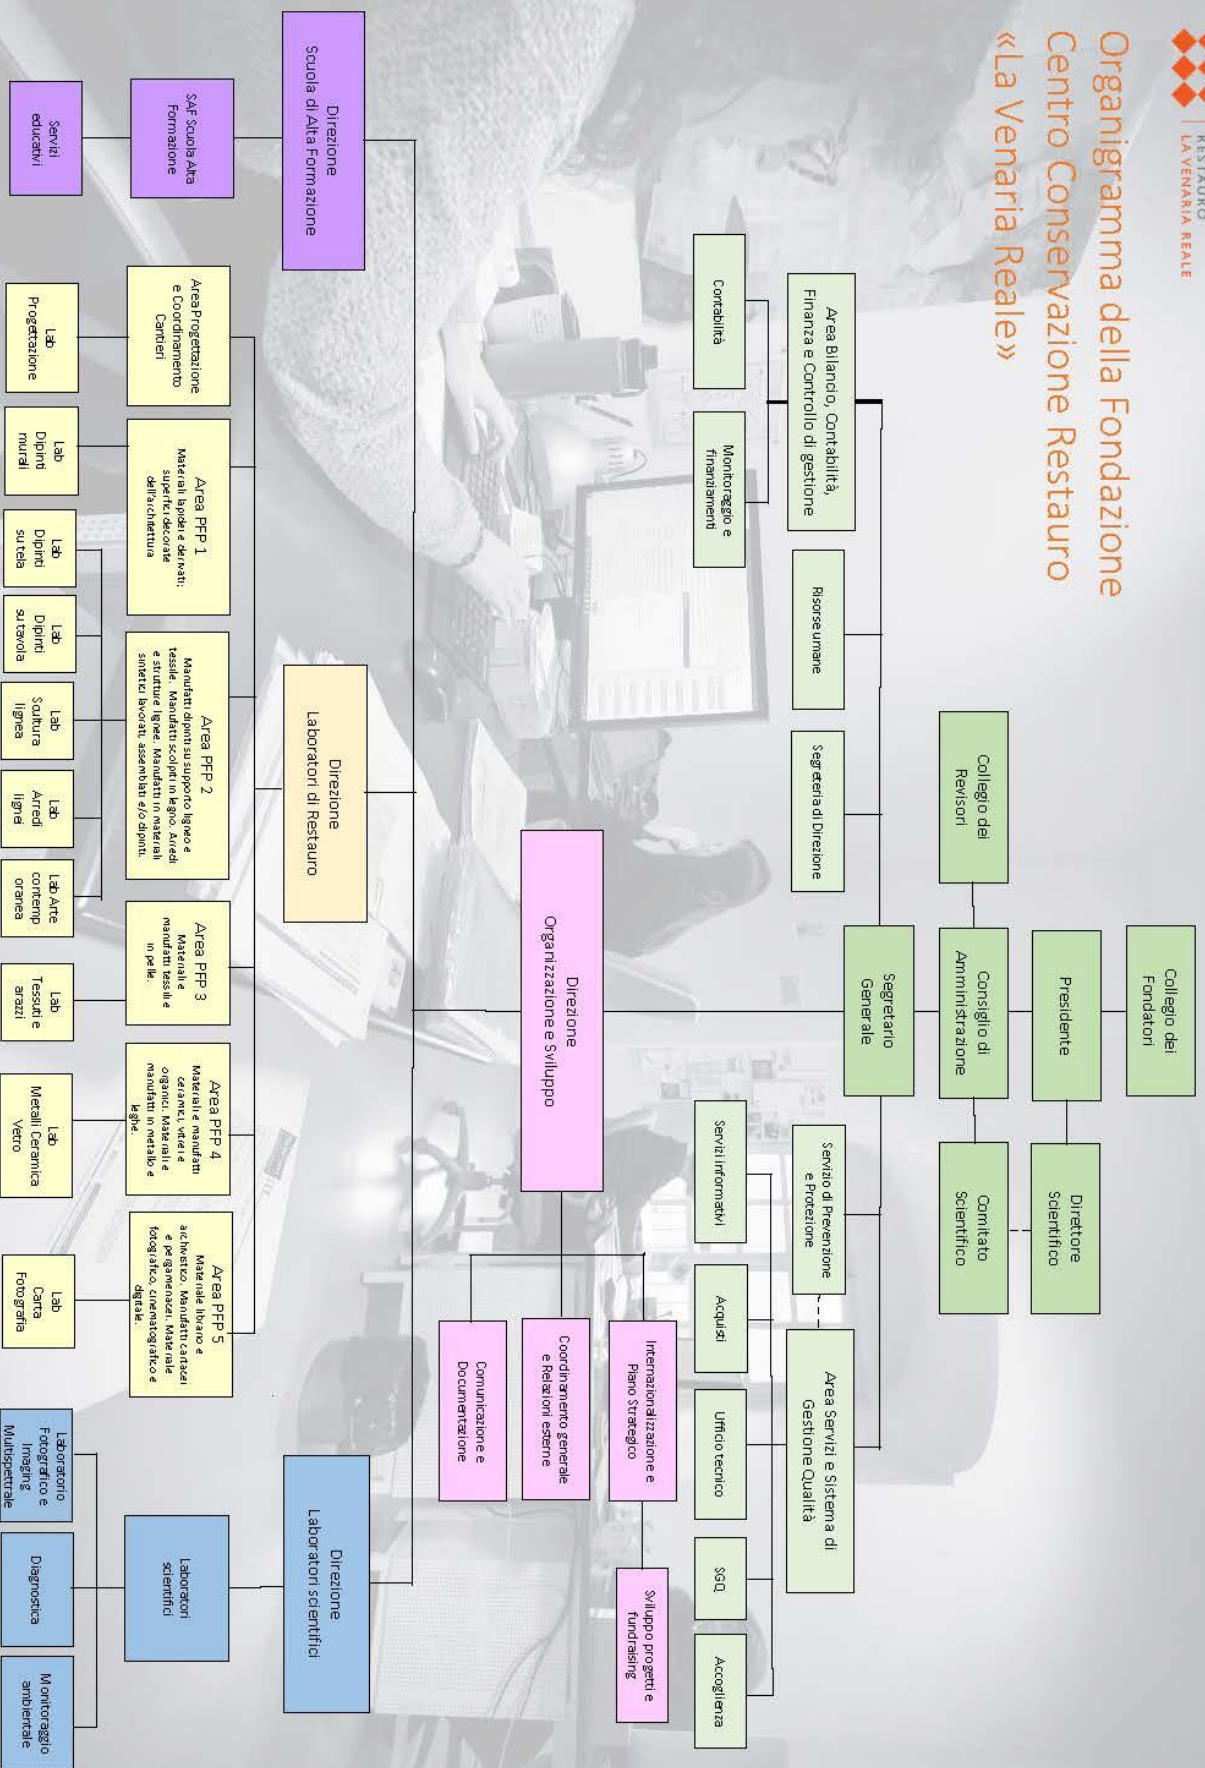 RESTAURO
LA VENARIA REALE
Organigramma della Fondazione
Centro Conservazione Restauro
«La Venaria Reale»
Collegio dei
Fondatori
Presidente
Direttore
Scientifico
Collegio dei
Revisori
Consiglio di
Amministrazione
Comitato
Scientifico
Segretario
Generale
Area Bilancio, Contabilità,
Finanza e Controllo di gestione
Risorse umane
Segreteria di Direzione
Servizio di Prevenzione
e Protezione
Area Servizi e Sistema di
Gestione Qualità
Contabilità
Monitoraggio e
finanziamenti
Servizi informativi
Acquisti
Ufficio tecnico
SGQ
Accoglienza
Direzione
Organizzazione e Sviluppo
Internazionalizzazione e
Piano Strategico
Sviluppo progetti e
fundraising
Coordinamento generale
e Relazioni esterne
Comunicazione e
Documentazione
Direzione
Scuola di Alta Formazione
Direzione
Laboratori di Restauro
Direzione
Laboratori scientifici
SAF Scuola Alta
Formazione
Area Progettazione
e Coordinamento
Cantieri
Area PFP 1
Materiali lapidei e derivati;
superfici decorate
dell'architettura
Area PFP 2
Manufatti dipinti su supporto ligneo e
tessile. Manufatti scolpiti in legno. Arredi
e strutture lignee. Manufatti in materiali
sintetici lavorati, assemblati e/o dipinti.
Area PFP 3
Materiali e
manufatti tessili e
in pelle.
Area PFP 4
Materiali e manufatti
ceramici, vitrei e
organici. Materiali e
manufatti in metallo e
leghe.
Area PFP 5
Materiale librario e
archivistico. Manufatti cartacei
e pergamenacei. Materiale
fotografico, cinematografico e
digitale.
Laboratori
scientifici
Servizi
educativi
Lab
Progettazione
Lab
Dipinti
murali
Lab
Dipinti
su tela
Lab
Dipinti
su tavola
Lab
Scultura
lignea
Lab
Arredi
lignei
Lab Arte
contemp
oranea
Lab
Tessuti e
arazzi
Lab
Metalli Ceramica
Vetro
Lab
Carta
Fotografia
Laboratorio
Fotografico e
Imaging
Multispettrale
Diagnostica
Monitoraggio
ambientale